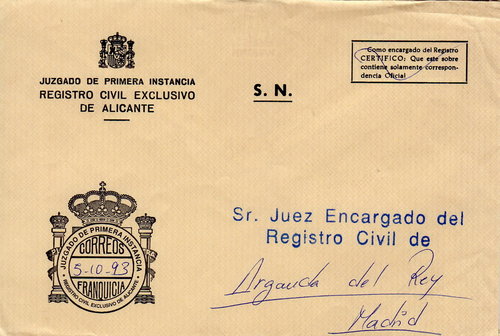 JUZGADO DE PRIMERA INSTANCIA
REGISTRO CIVIL EXCLUSIVO
DE ALICANTE
S. N.
Como encargado del Registro
CERTIFICO: Que este sobre
contiene solamente correspon-
dencia Oficial
JUZGADO DE PRIMERA INSTANCIA
CORREOS
5-10-93
FRANQUICIA
REGISTRO CIVIL EXCLUSIVO DE ALICANTE
Sr. Juez Encargado del
Registro Civil de
Arganda del Rey
Madrid